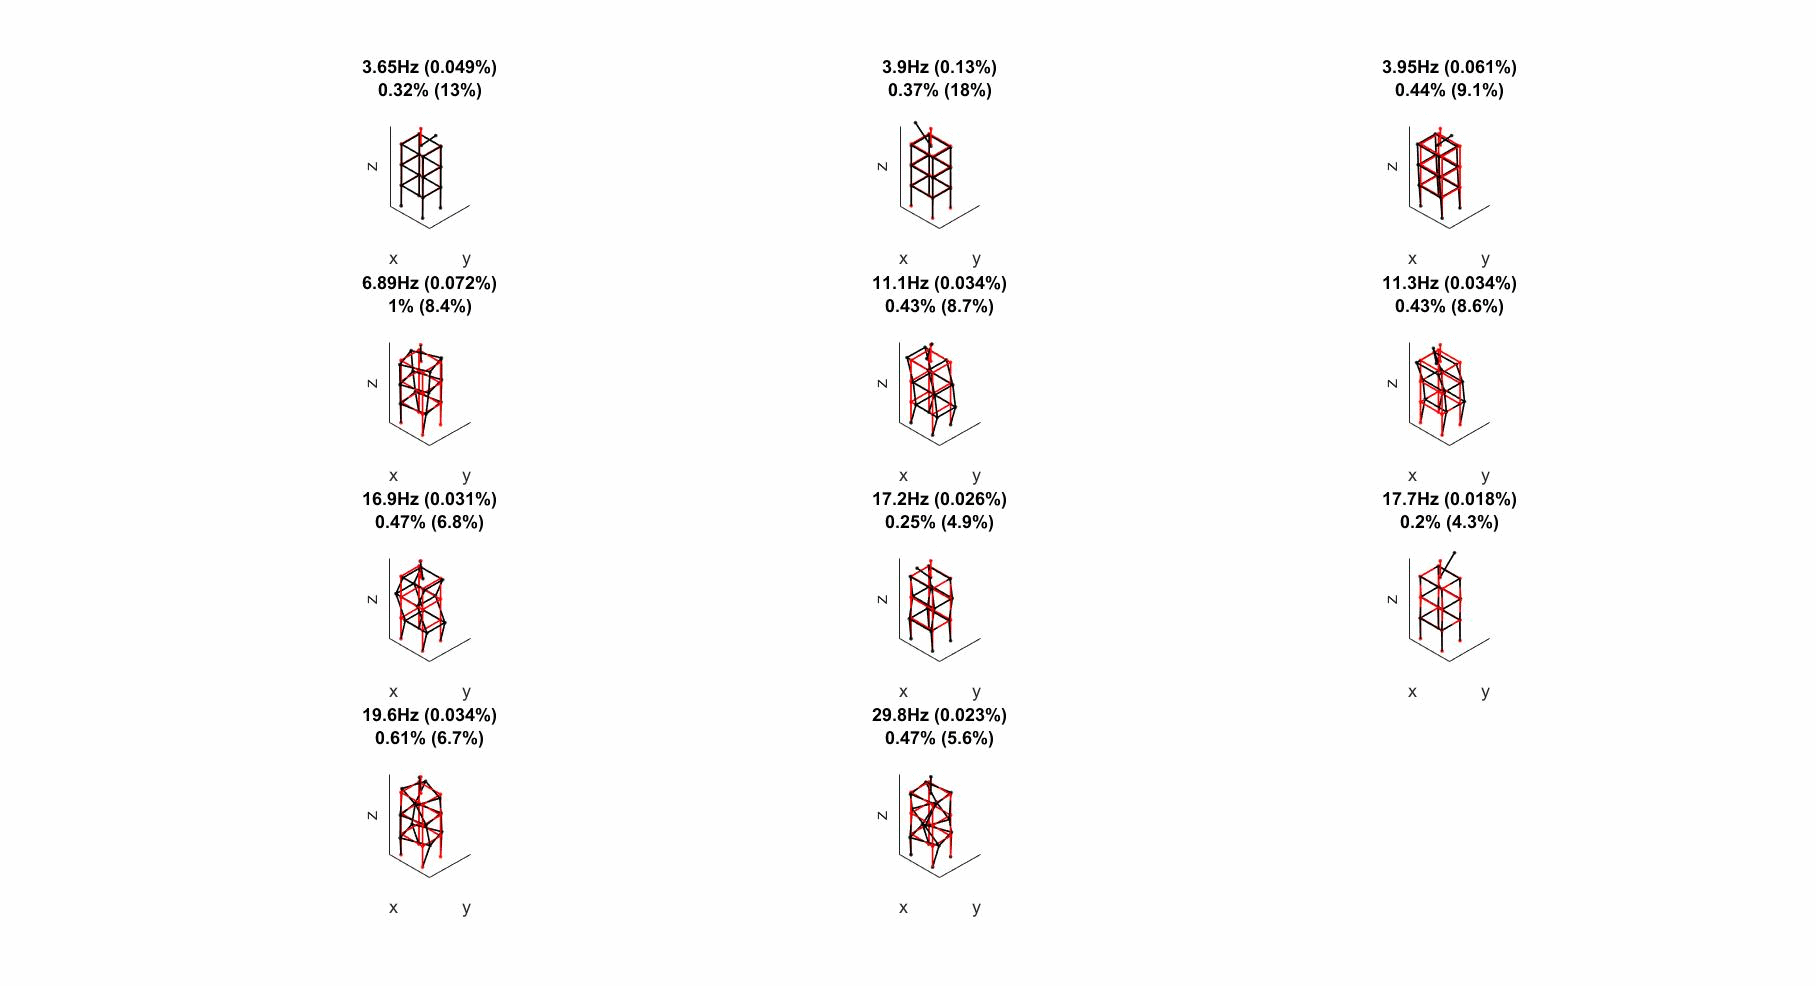 3.65Hz (0.049%)
0.32% (13%)
z
x
y
3.9Hz (0.13%)
0.37% (18%)
z
x
y
3.95Hz (0.061%)
0.44% (9.1%)
z
x
y
6.89Hz (0.072%)
1% (8.4%)
z
x
y
11.1Hz (0.034%)
0.43% (8.7%)
z
x
y
11.3Hz (0.034%)
0.43% (8.6%)
z
x
y
16.9Hz (0.031%)
0.47% (6.8%)
z
x
y
17.2Hz (0.026%)
0.25% (4.9%)
z
x
y
17.7Hz (0.018%)
0.2% (4.3%)
z
x
y
19.6Hz (0.034%)
0.61% (6.7%)
z
x
y
29.8Hz (0.023%)
0.47% (5.6%)
z
x
y